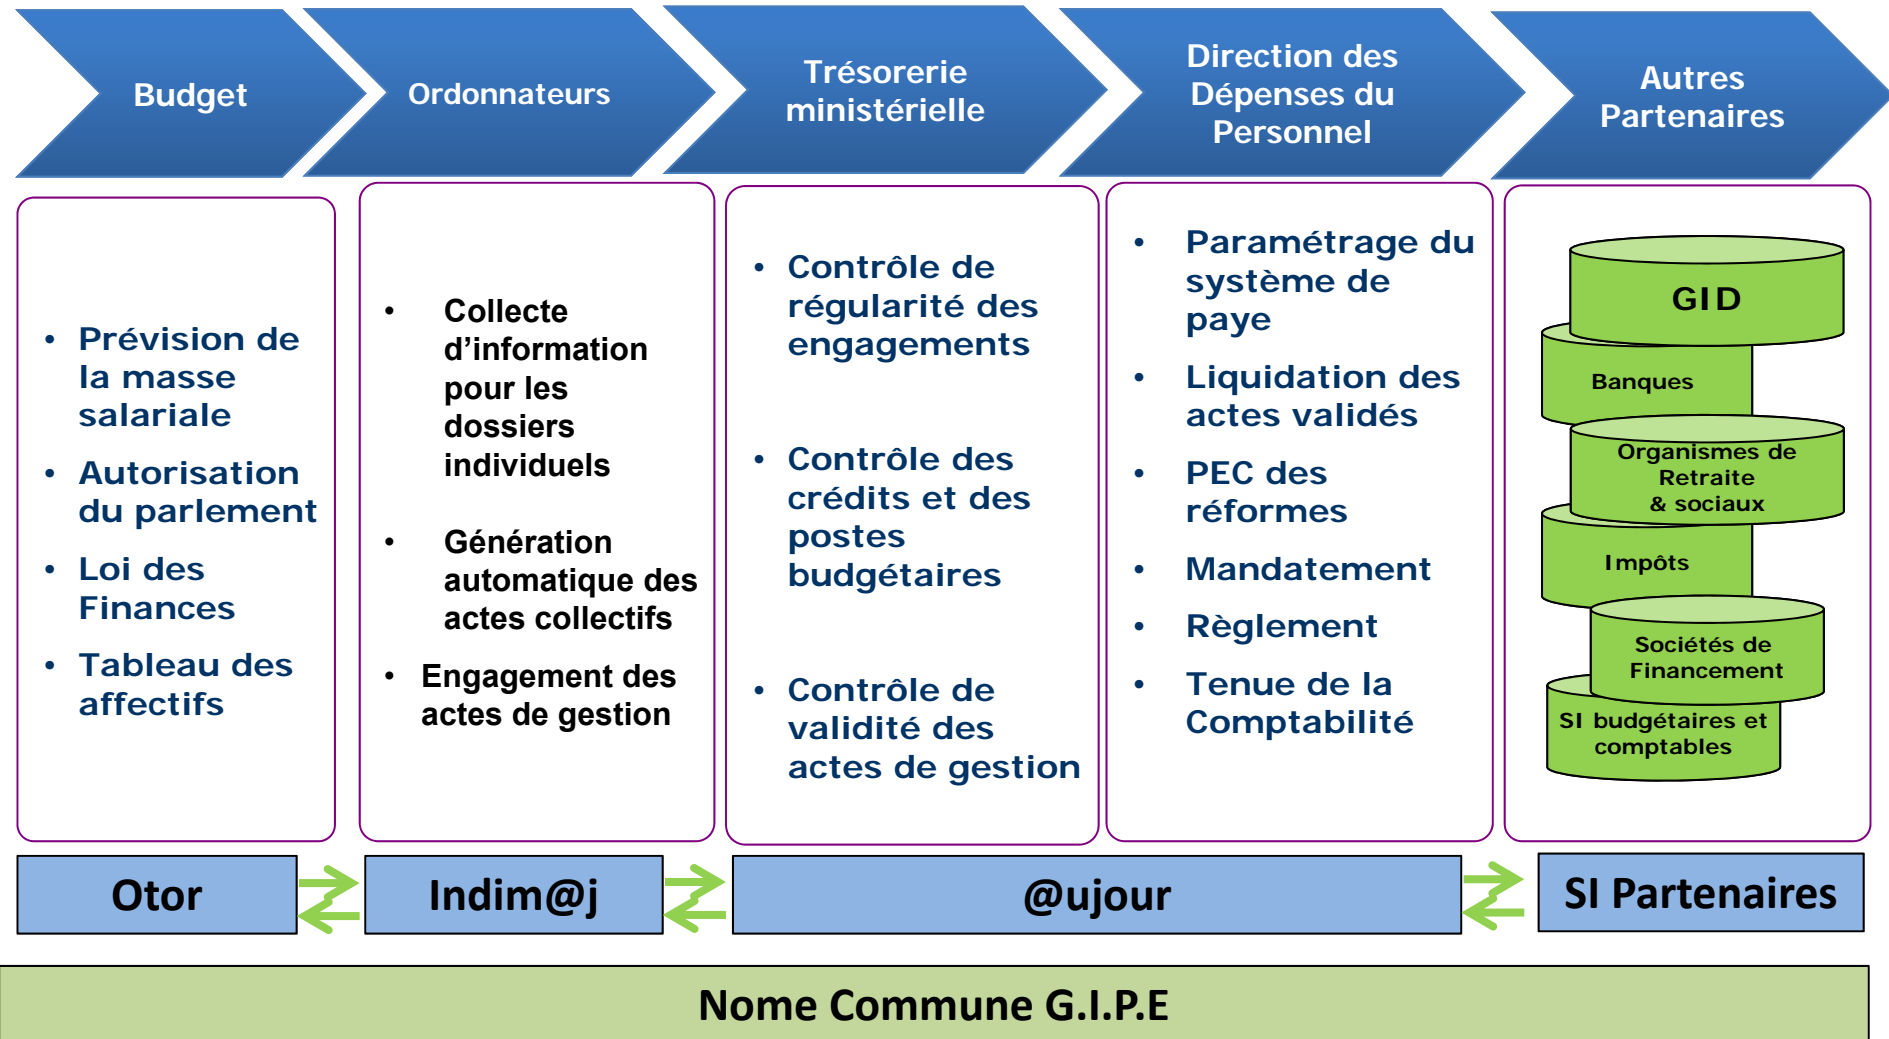 Budget
Ordonnateurs
Trésorerie
ministérielle
Direction des
Dépenses du
Personnel
Autres
Partenaires
• Prévision de
la masse
salariale
• Autorisation
du parlement
• Loi des
Finances
• Tableau des
affectifs
• Collecte
d’information
pour les
dossiers
individuels
• Génération
automatique des
actes collectifs
• Engagement des
actes de gestion
• Contrôle de
régularité des
engagements
• Contrôle des
crédits et des
postes
budgétaires
• Contrôle de
validité des
actes de gestion
• Paramétrage du
système de
paye
• Liquidation des
actes validés
• PEC des
réformes
• Mandatement
• Règlement
• Tenue de la
Comptabilité
GID
Banques
Organismes de
Retraite
& sociaux
Impôts
Sociétés de
Financement
SI budgétaires et
comptables
Otor
Indim@j
@ujour
SI Partenaires
Nome Commune G.I.P.E